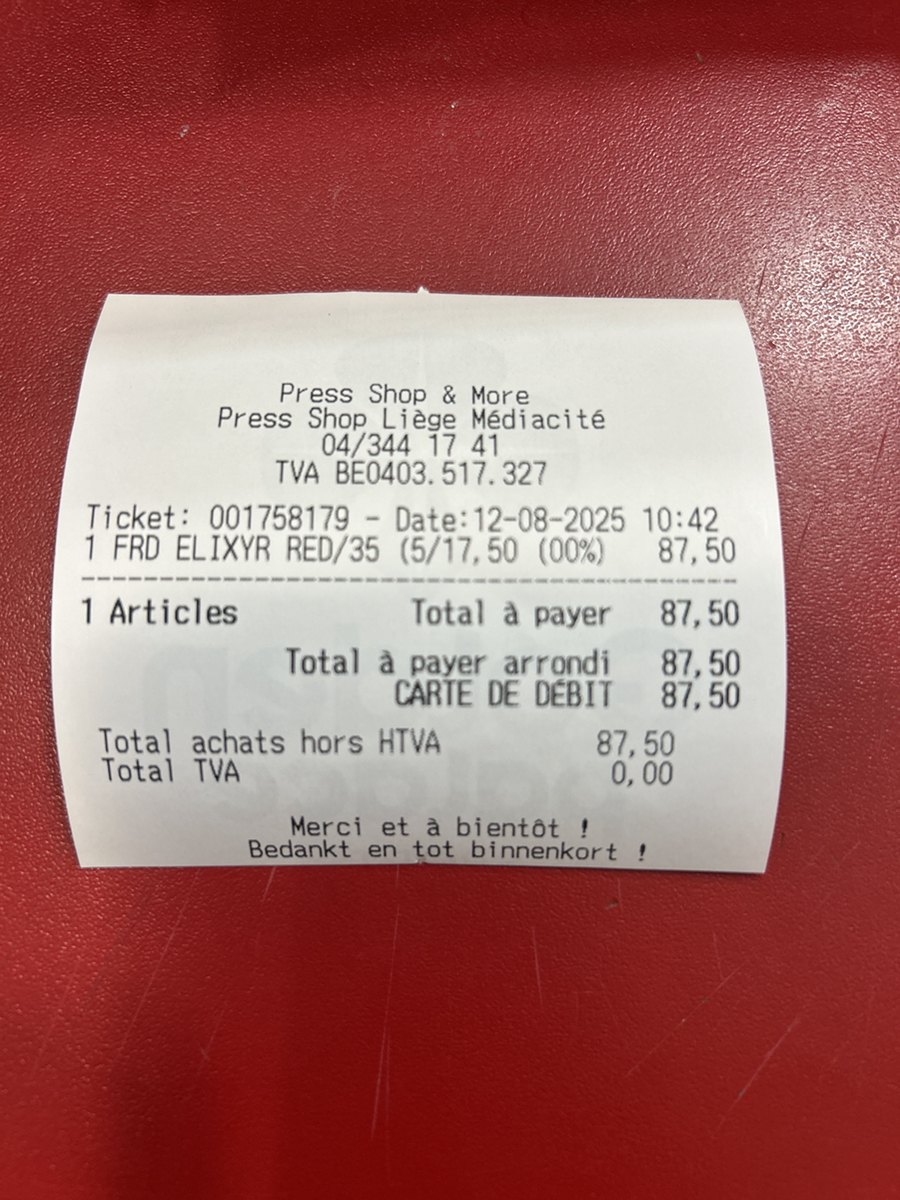 Press Shop & More
Press Shop Liège Médiacité
04/344 17 41
TVA BE0403.517.327
Ticket: 001758179 - Date:12-08-2025 10:42
1 FRD ELIXYR RED/35 (5/17,50 (00%) 87,50
1 Articles Total à payer 87,50
Total à payer arrondi 87,50
CARTE DE DÉBIT 87,50
Total achats hors HTVA 87,50
Total TVA 0,00
Merci et à bientôt !
Bedankt en tot binnenkort !